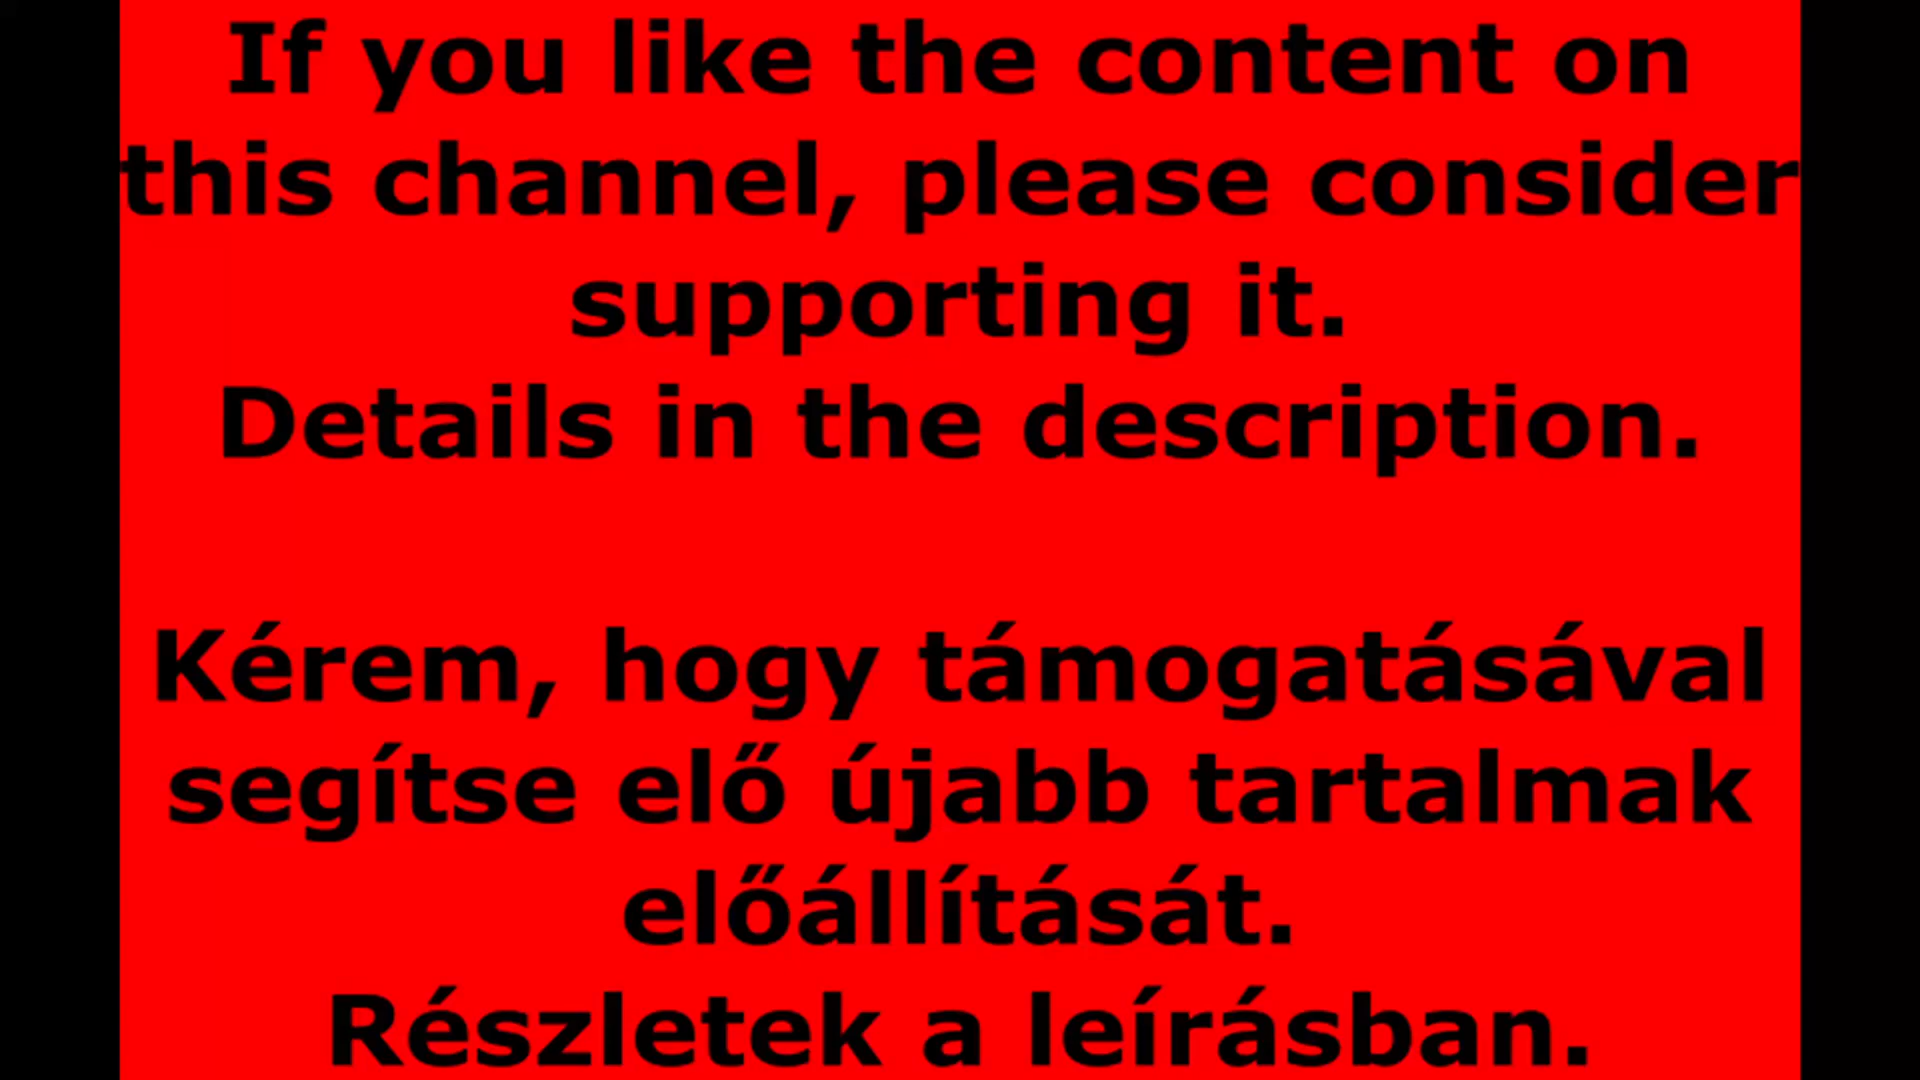 If you like the content on
this channel, please consider
supporting it.
Details in the description.
Kérem, hogy támogatásával
segítse elő újabb tartalmak
előállítását.
Részletek a leírásban.